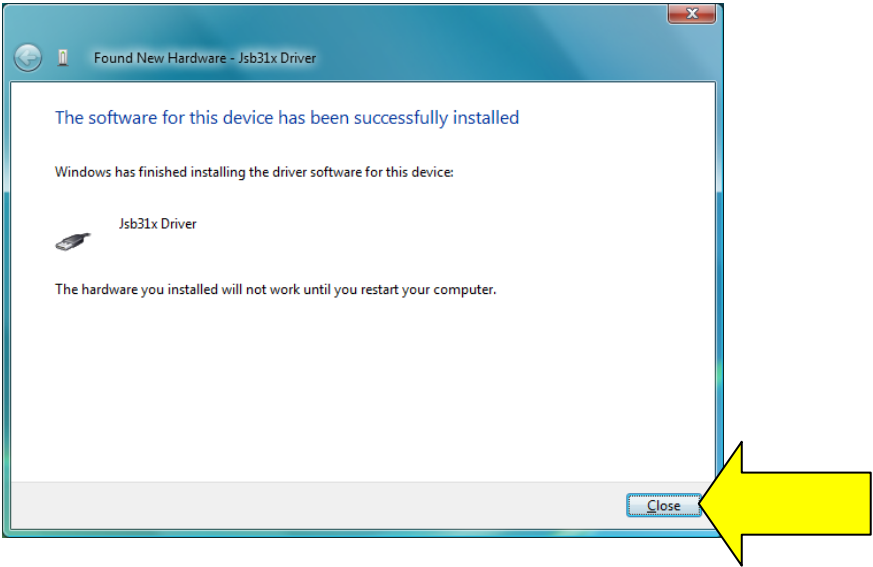 Found New Hardware - Jsb31x Driver
The software for this device has been successfully installed
Windows has finished installing the driver software for this device:
Jsb31x Driver
The hardware you installed will not work until you restart your computer.
Close